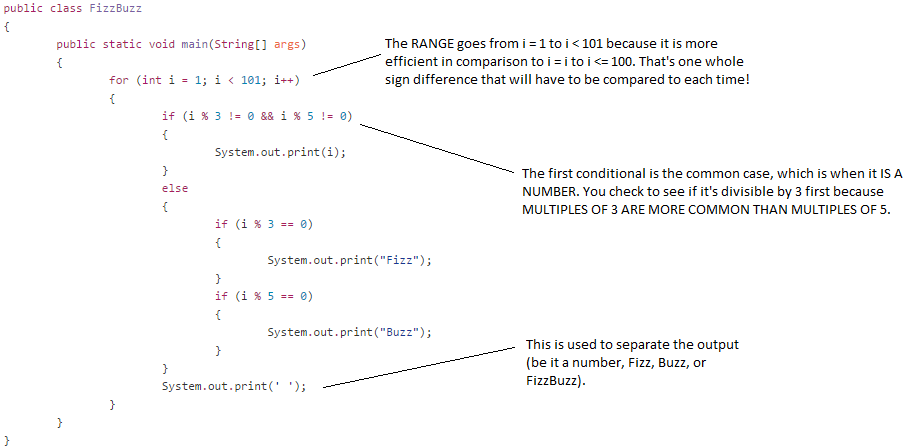 public class FizzBuzz
{
public static void main(String[] args)
{
for (int i = 1; i < 101; i++)
{
if (i % 3 != 0 && i % 5 != 0)
{
System.out.print(i);
}
else
{
if (i % 3 == 0)
{
System.out.print("Fizz");
}
if (i % 5 == 0)
{
System.out.print("Buzz");
}
}
System.out.print(' ');
}
}
}
The RANGE goes from i = 1 to i < 101 because it is more
efficient in comparison to i = i to i <= 100. That's one whole
sign difference that will have to be compared to each time!
The first conditional is the common case, which is when it IS A
NUMBER. You check to see if it's divisible by 3 first because
MULTIPLES OF 3 ARE MORE COMMON THAN MULTIPLES OF 5.
This is used to separate the output
(be it a number, Fizz, Buzz, or
FizzBuzz).